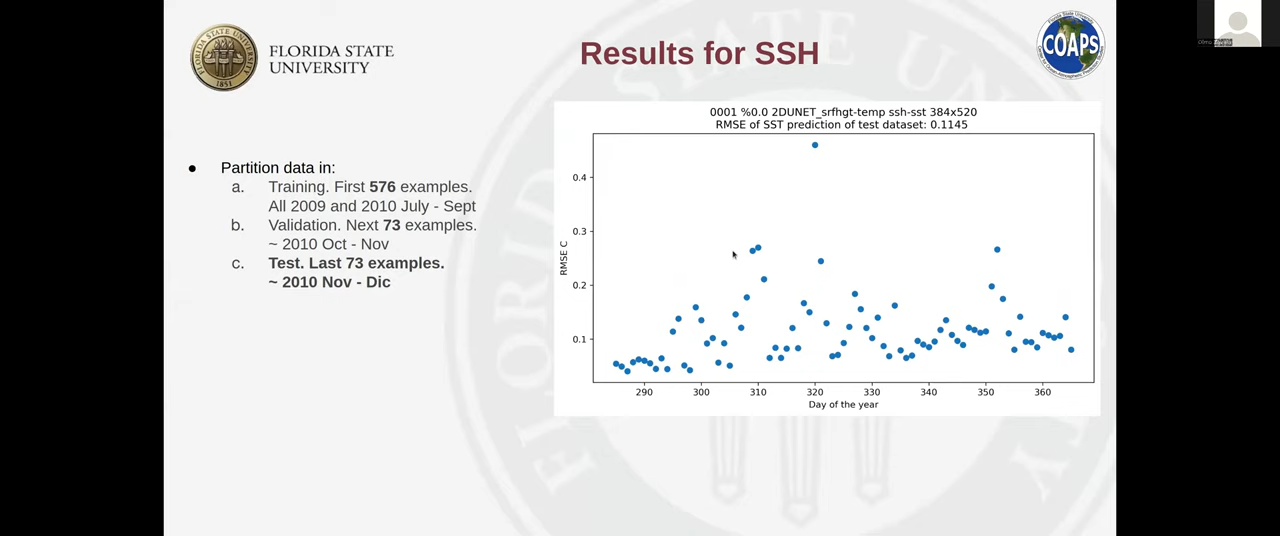 FLORIDA STATE
UNIVERSITY
1851
Results for SSH
COAPS
● Partition data in:
a. Training. First 576 examples.
All 2009 and 2010 July - Sept
b. Validation. Next 73 examples.
~ 2010 Oct - Nov
c. Test. Last 73 examples.
~ 2010 Nov - Dic
0001 %0.0 2DUNET_srfhgt-temp ssh-sst 384x520
RMSE of SST prediction of test dataset: 0.1145
RMSE C
0.4
0.3
0.2
0.1
290 300 310 320 330 340 350 360
Day of the year